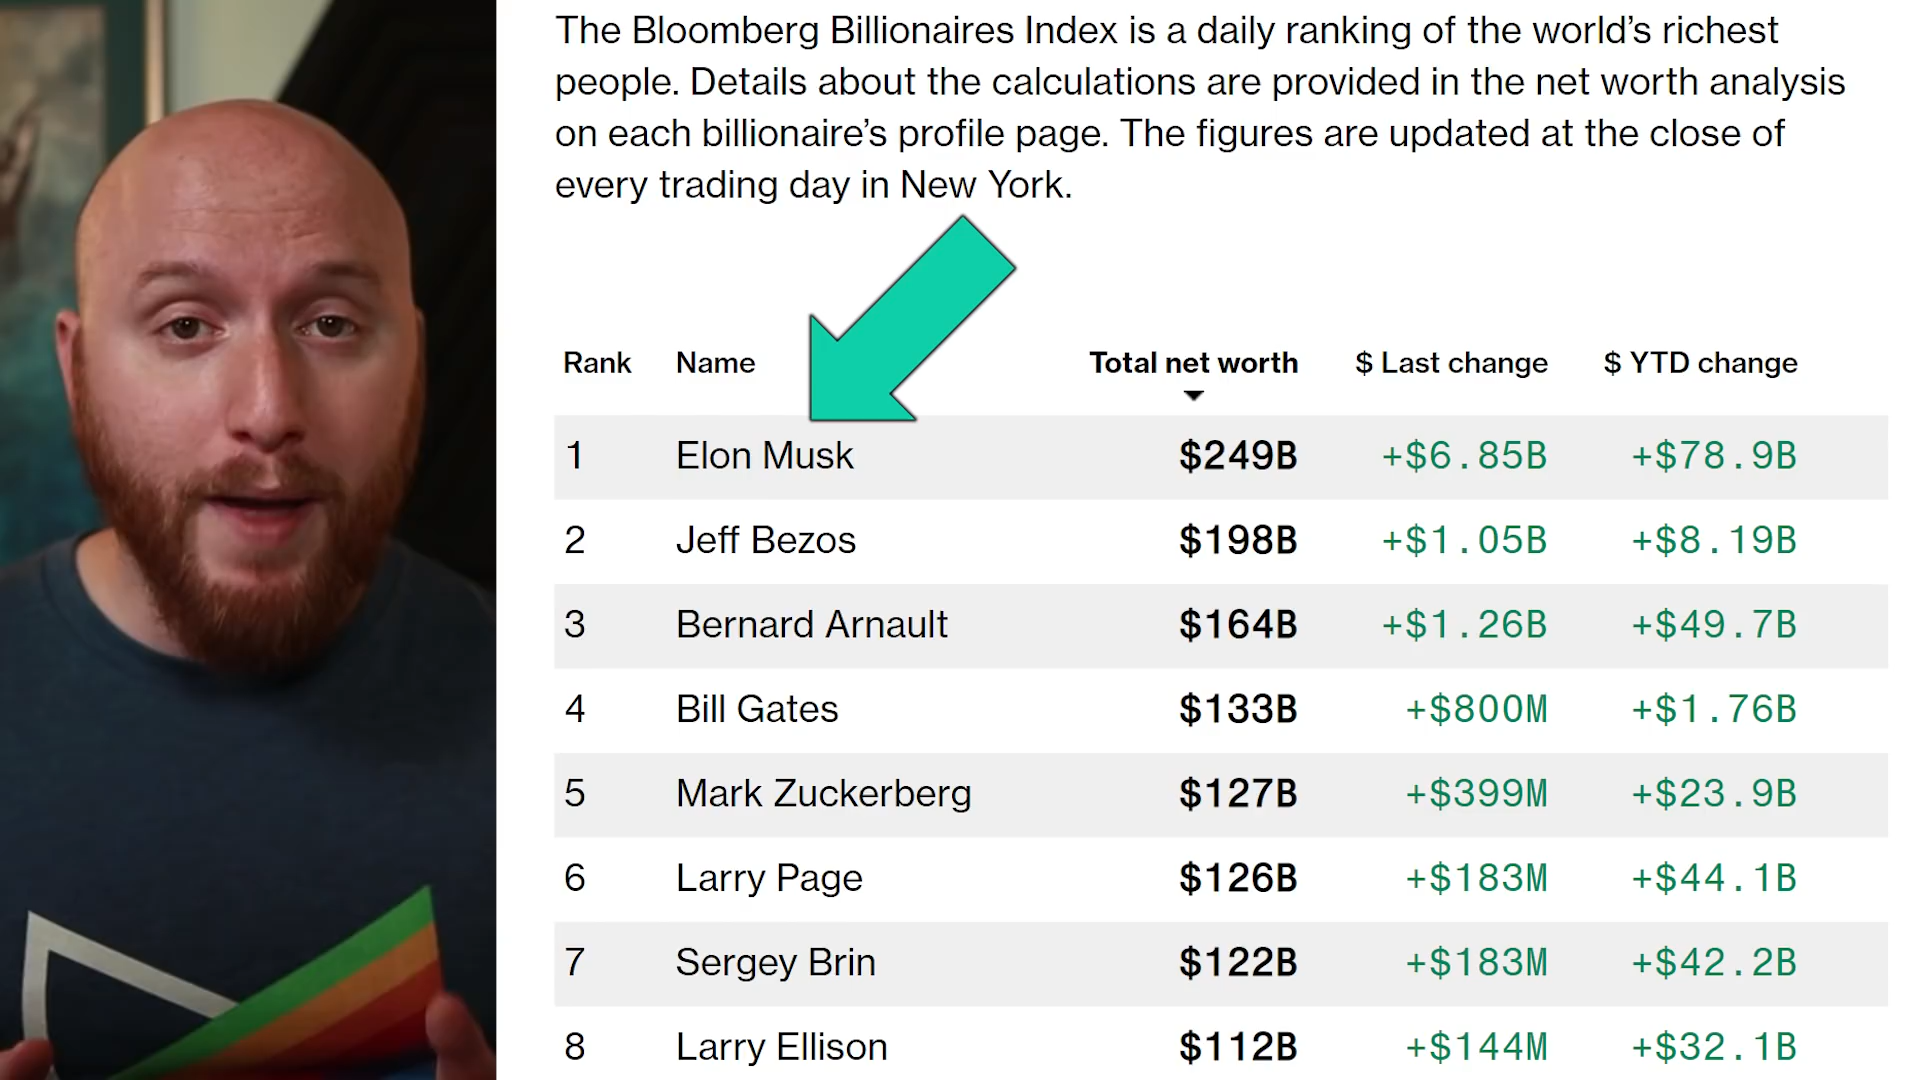 The Bloomberg Billionaires Index is a daily ranking of the world’s richest
people. Details about the calculations are provided in the net worth analysis
on each billionaire’s profile page. The figures are updated at the close of
every trading day in New York.
Rank Name Total net worth $ Last change $ YTD change
1 Elon Musk $249B +$6.85B +$78.9B
2 Jeff Bezos $198B +$1.05B +$8.19B
3 Bernard Arnault $164B +$1.26B +$49.7B
4 Bill Gates $133B +$800M +$1.76B
5 Mark Zuckerberg $127B +$399M +$23.9B
6 Larry Page $126B +$183M +$44.1B
7 Sergey Brin $122B +$183M +$42.2B
8 Larry Ellison $112B +$144M +$32.1B